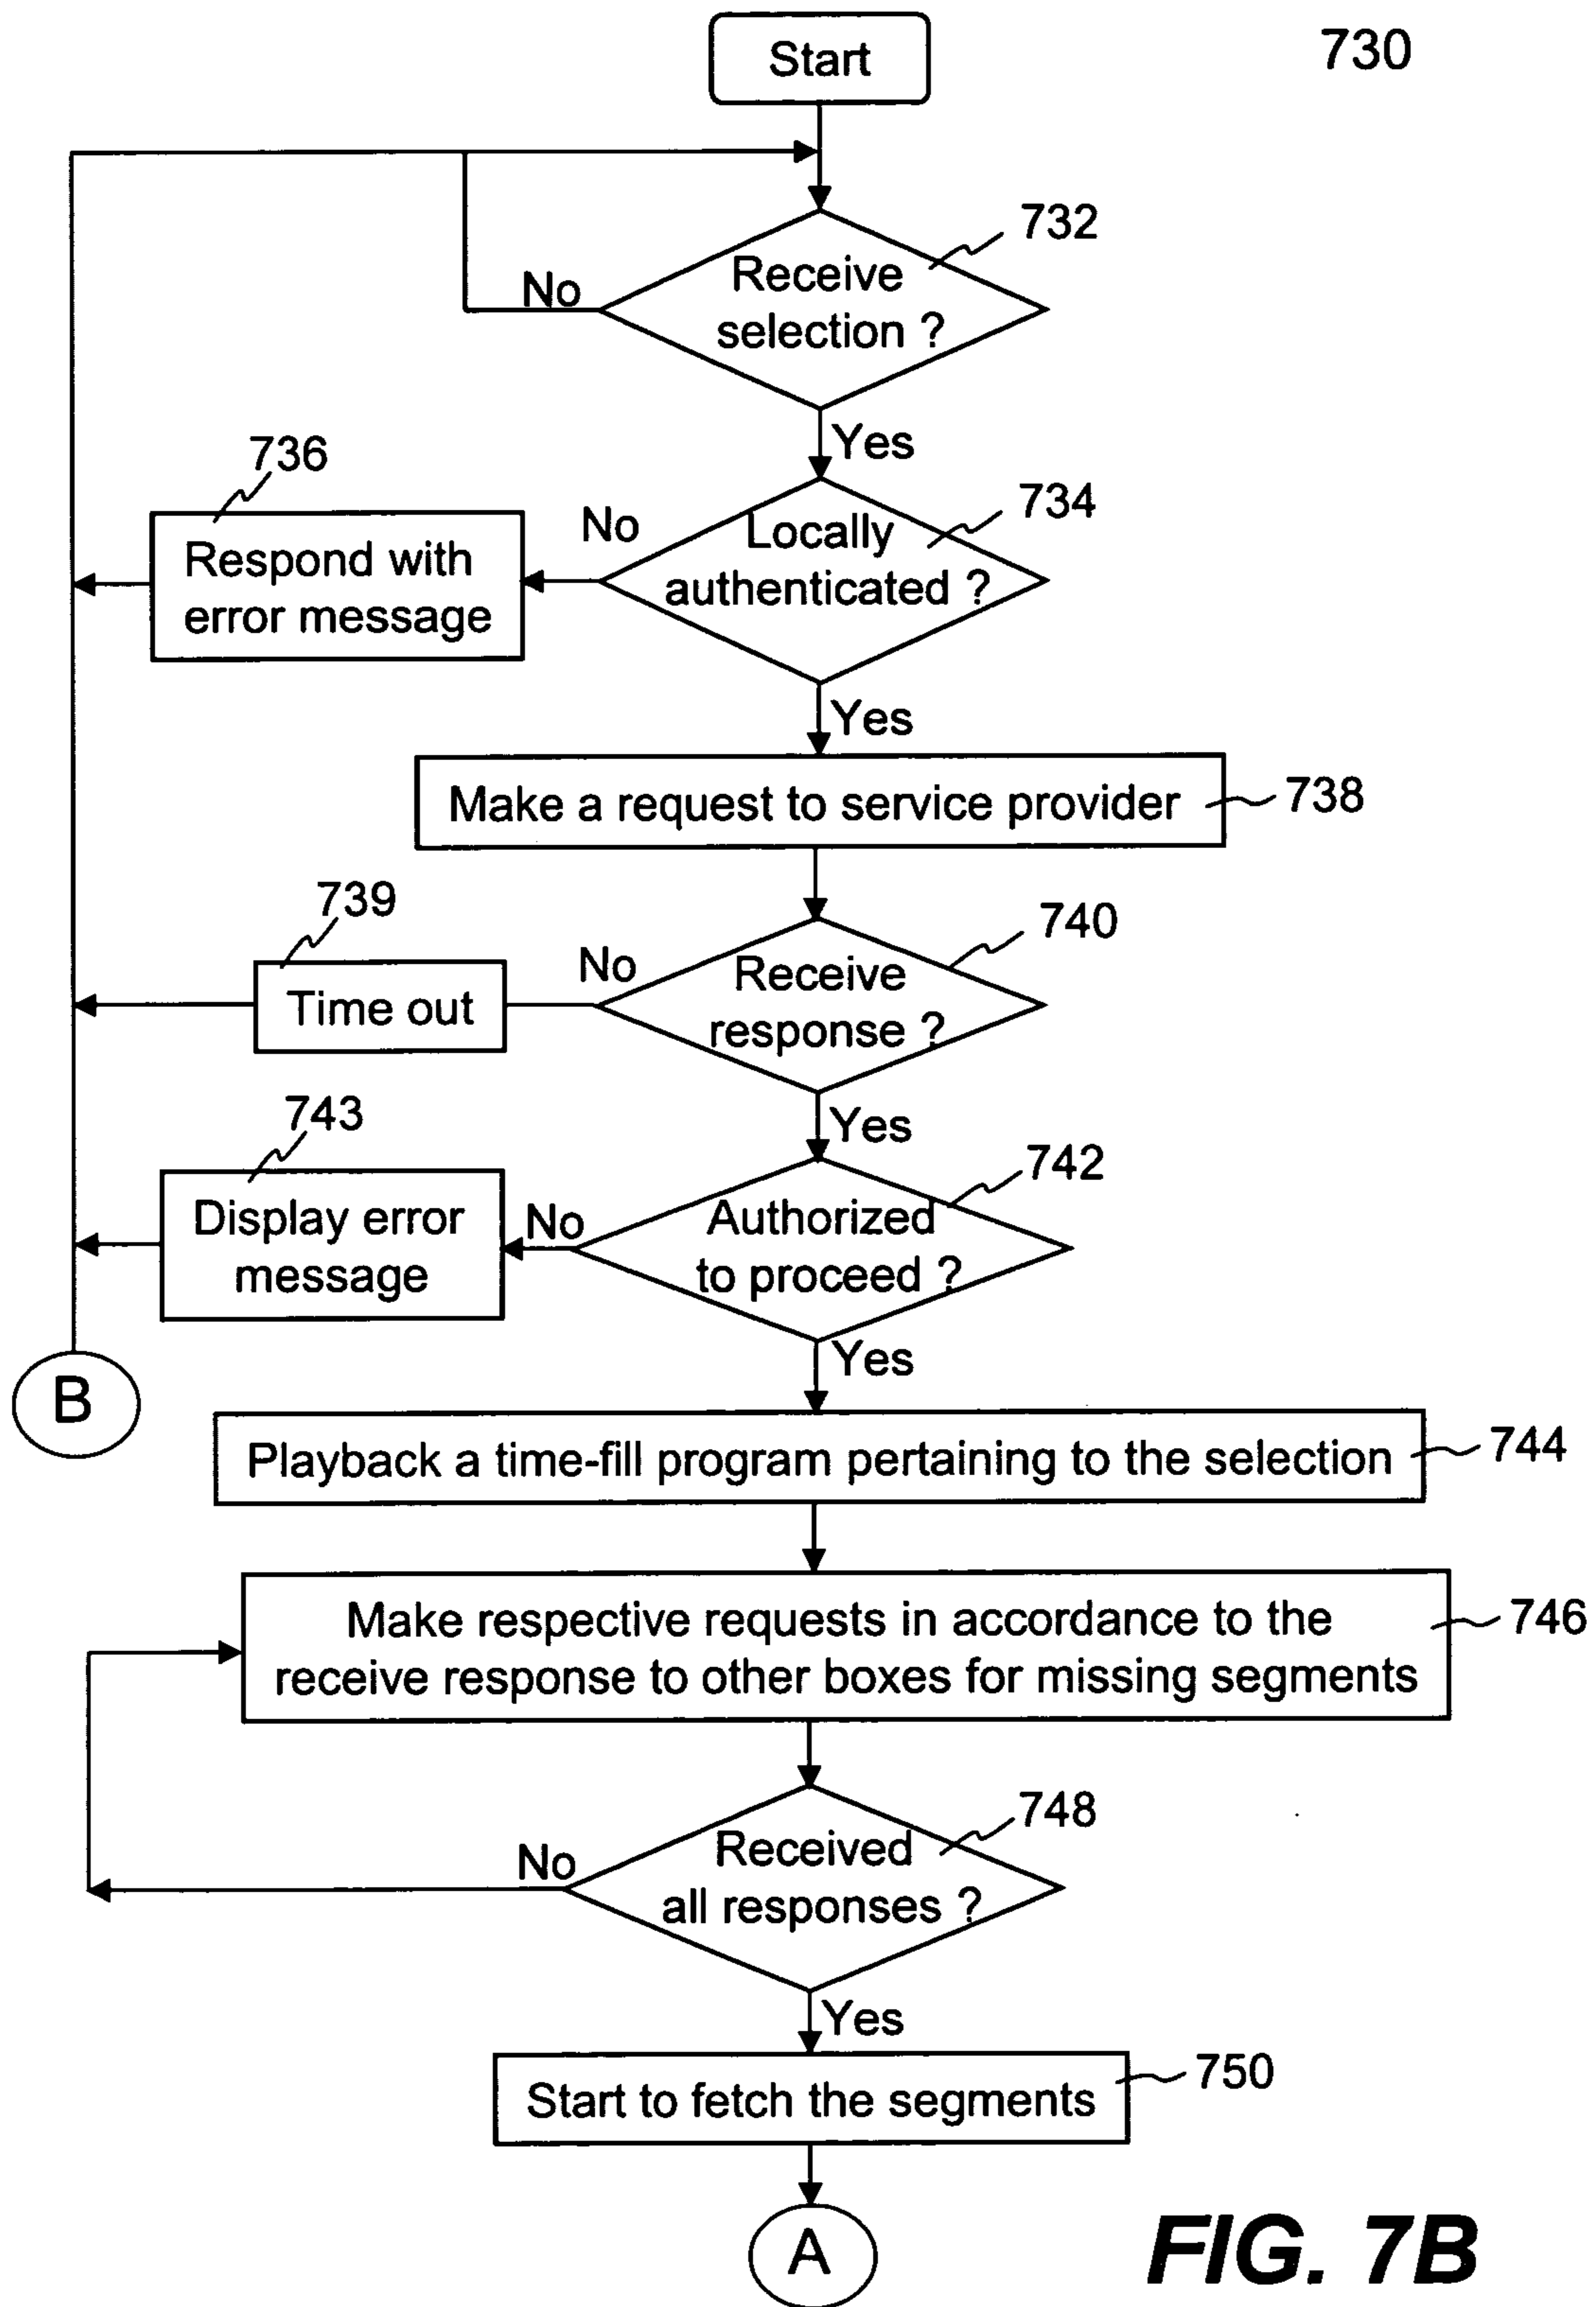 Start
730
732
Receive
selection ?
No
Yes
736
734
No
Locally
authenticated ?
Respond with
error message
Yes
Make a request to service provider
738
739
740
No
Receive
response ?
Time out
Yes
743
742
Display error
message
No
Authorized
to proceed ?
Yes
B
Playback a time-fill program pertaining to the selection
744
Make respective requests in accordance to the
receive response to other boxes for missing segments
746
748
No
Received
all responses ?
Yes
Start to fetch the segments
750
A
FIG. 7B